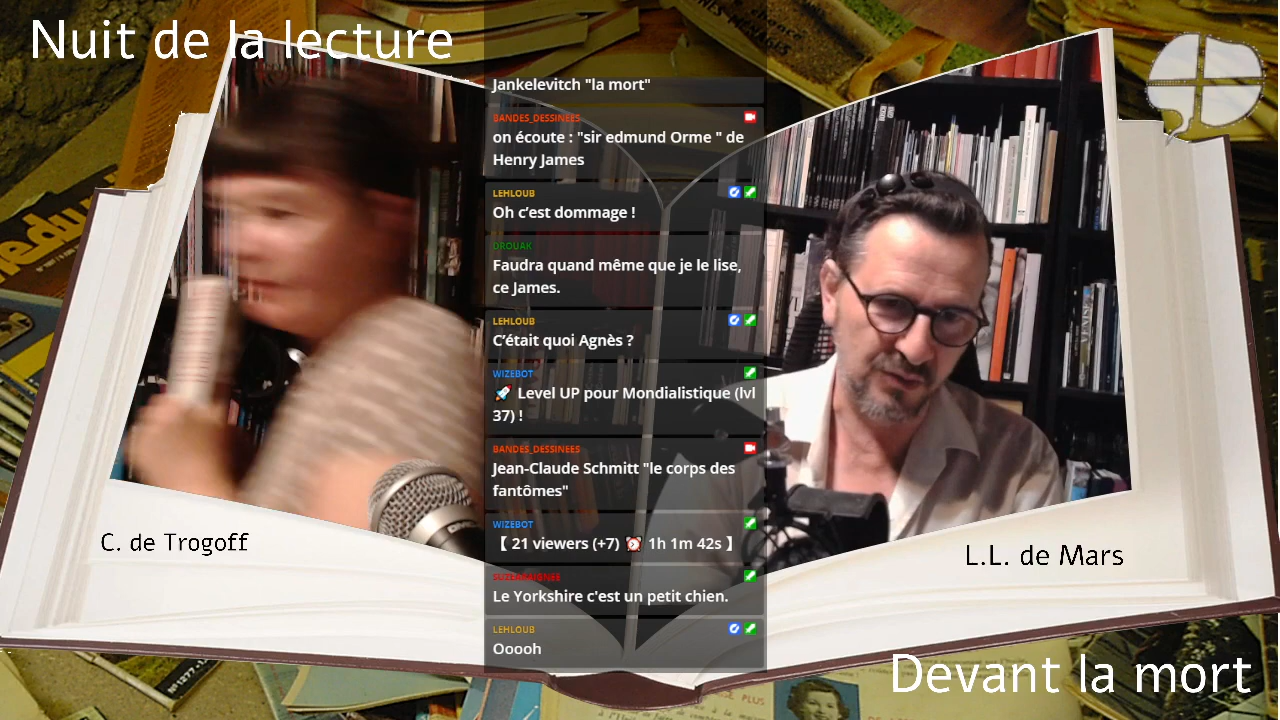 Nuit de la lecture
Jankelevitch "la mort"
BANDES_DESSINEES
on écoute : "sir edmund Orme " de
Henry James
LEHLOUB
Oh c’est dommage !
DROUAK
Faudra quand même que je le lise,
ce James.
LEHLOUB
C’était quoi Agnès ?
WIZEBOT
🚀 Level UP pour Mondialistique (lvl
37) !
BANDES_DESSINEES
Jean-Claude Schmitt "le corps des
fantômes"
WIZEBOT
【 21 viewers (+7) ⏰ 1h 1m 42s 】
Le Yorkshire c'est un petit chien.
LEHLOUB
Ooooh
C. de Trogoff
L.L. de Mars
Devant la mort